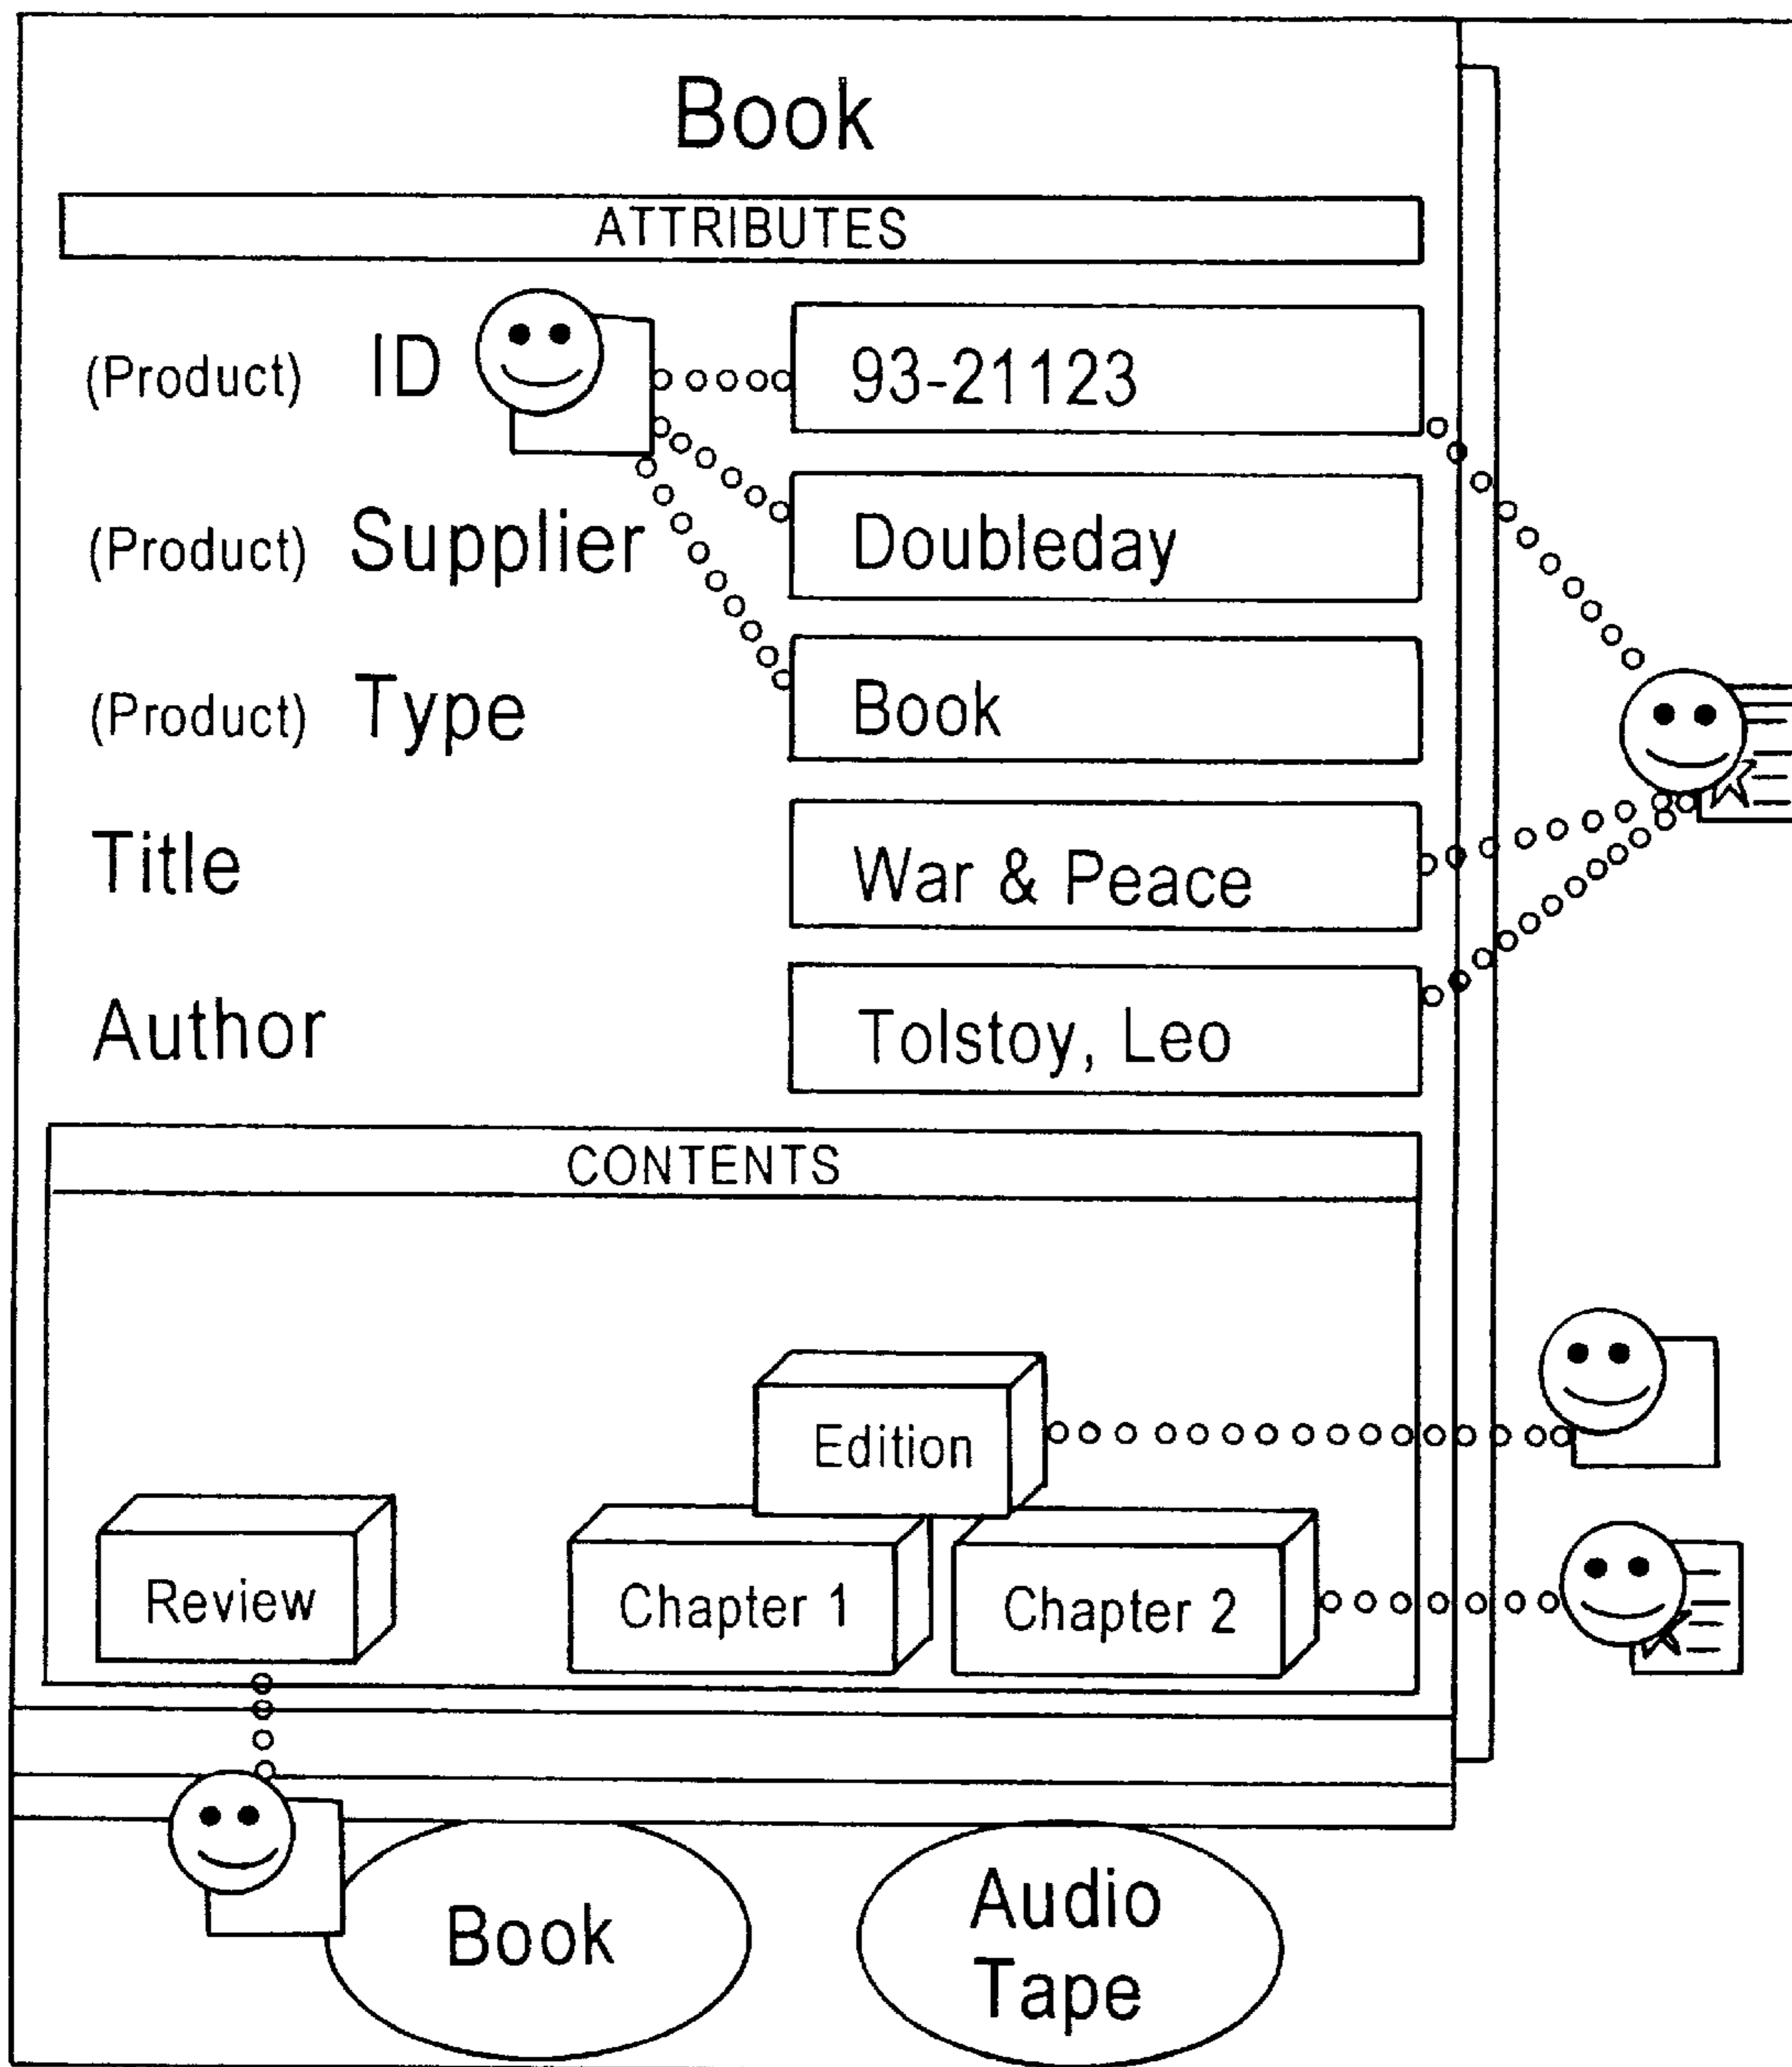 Book
ATTRIBUTES
(Product) ID 93-21123
(Product) Supplier Doubleday
(Product) Type Book
Title War & Peace
Author Tolstoy, Leo
CONTENTS
Edition
Review Chapter 1 Chapter 2
Book
Audio
Tape